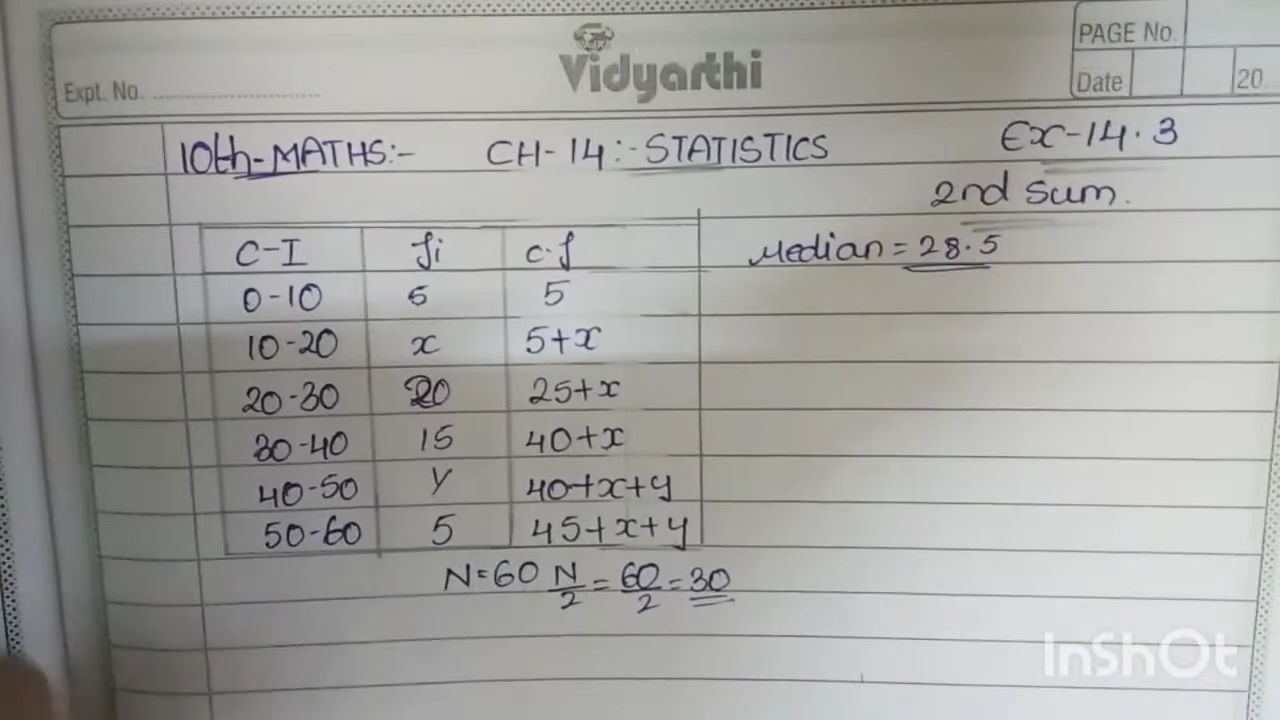 Vidyarthi
PAGE No.
Expt. No.
Date 20
10th-MATHS:- CH-14:-STATISTICS Ex-14.3
2nd Sum.
C-I fi c.f Median = 28.5
0-10 5 5
10-20 x 5+x
20-30 20 25+x
30-40 15 40+x
40-50 y 40+x+y
50-60 5 45+x+y
N=60 N/2 = 60/2 = 30
InShOt